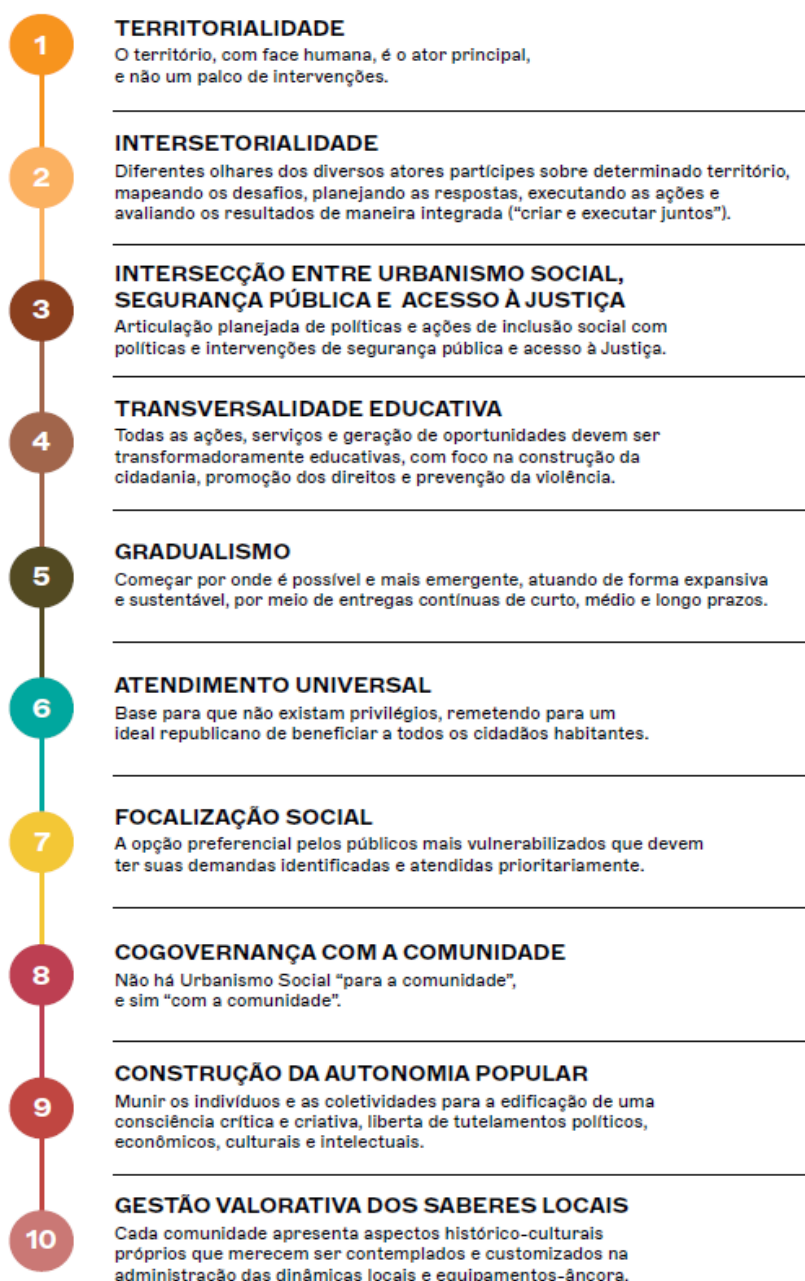 1
TERRITORIALIDADE
O território, com face humana, é o ator principal,
e não um palco de intervenções.
2
INTERSETORIALIDADE
Diferentes olhares dos diversos atores partícipes sobre determinado território,
mapeando os desafios, planejando as respostas, executando as ações e
avaliando os resultados de maneira integrada (“criar e executar juntos”).
3
INTERSECÇÃO ENTRE URBANISMO SOCIAL,
SEGURANÇA PÚBLICA E ACESSO À JUSTIÇA
Articulação planejada de políticas e ações de inclusão social com
políticas e intervenções de segurança pública e acesso à Justiça.
4
TRANSVERSALIDADE EDUCATIVA
Todas as ações, serviços e geração de oportunidades devem ser
transformadoramente educativas, com foco na construção da
cidadania, promoção dos direitos e prevenção da violência.
5
GRADUALISMO
Começar por onde é possível e mais emergente, atuando de forma expansiva
e sustentável, por meio de entregas contínuas de curto, médio e longo prazos.
6
ATENDIMENTO UNIVERSAL
Base para que não existam privilégios, remetendo para um
ideal republicano de beneficiar a todos os cidadãos habitantes.
7
FOCALIZAÇÃO SOCIAL
A opção preferencial pelos públicos mais vulnerabilizados que devem
ter suas demandas identificadas e atendidas prioritariamente.
8
COGOVERNANÇA COM A COMUNIDADE
Não há Urbanismo Social “para a comunidade”,
e sim “com a comunidade”.
9
CONSTRUÇÃO DA AUTONOMIA POPULAR
Munir os indivíduos e as coletividades para a edificação de uma
consciência crítica e criativa, liberta de tutelamentos políticos,
econômicos, culturais e intelectuais.
10
GESTÃO VALORATIVA DOS SABERES LOCAIS
Cada comunidade apresenta aspectos histórico-culturais
próprios que merecem ser contemplados e customizados na
administração das dinâmicas locais e equipamentos-âncora.